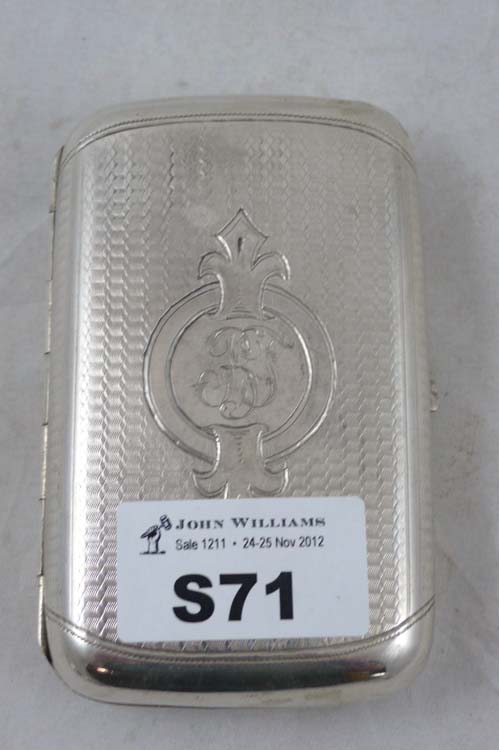 JOHN WILLIAMS
Sale 1211 • 24-25 Nov 2012
S71